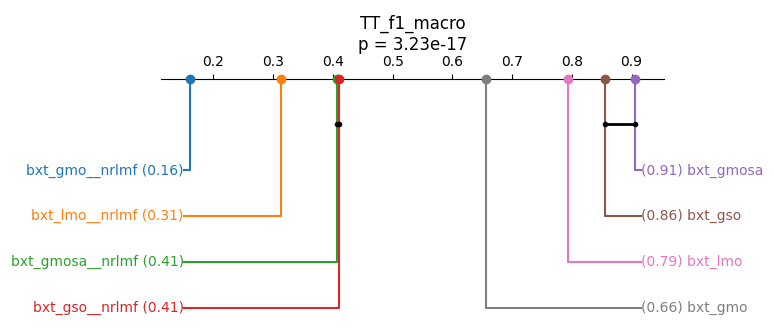 TT_f1_macro
p = 3.23e-17
0.2 0.3 0.4 0.5 0.6 0.7 0.8 0.9
bxt_gmo__nrlmf (0.16) (0.91) bxt_gmosa
bxt_lmo__nrlmf (0.31) (0.86) bxt_gso
bxt_gmosa__nrlmf (0.41) (0.79) bxt_lmo
bxt_gso__nrlmf (0.41) (0.66) bxt_gmo